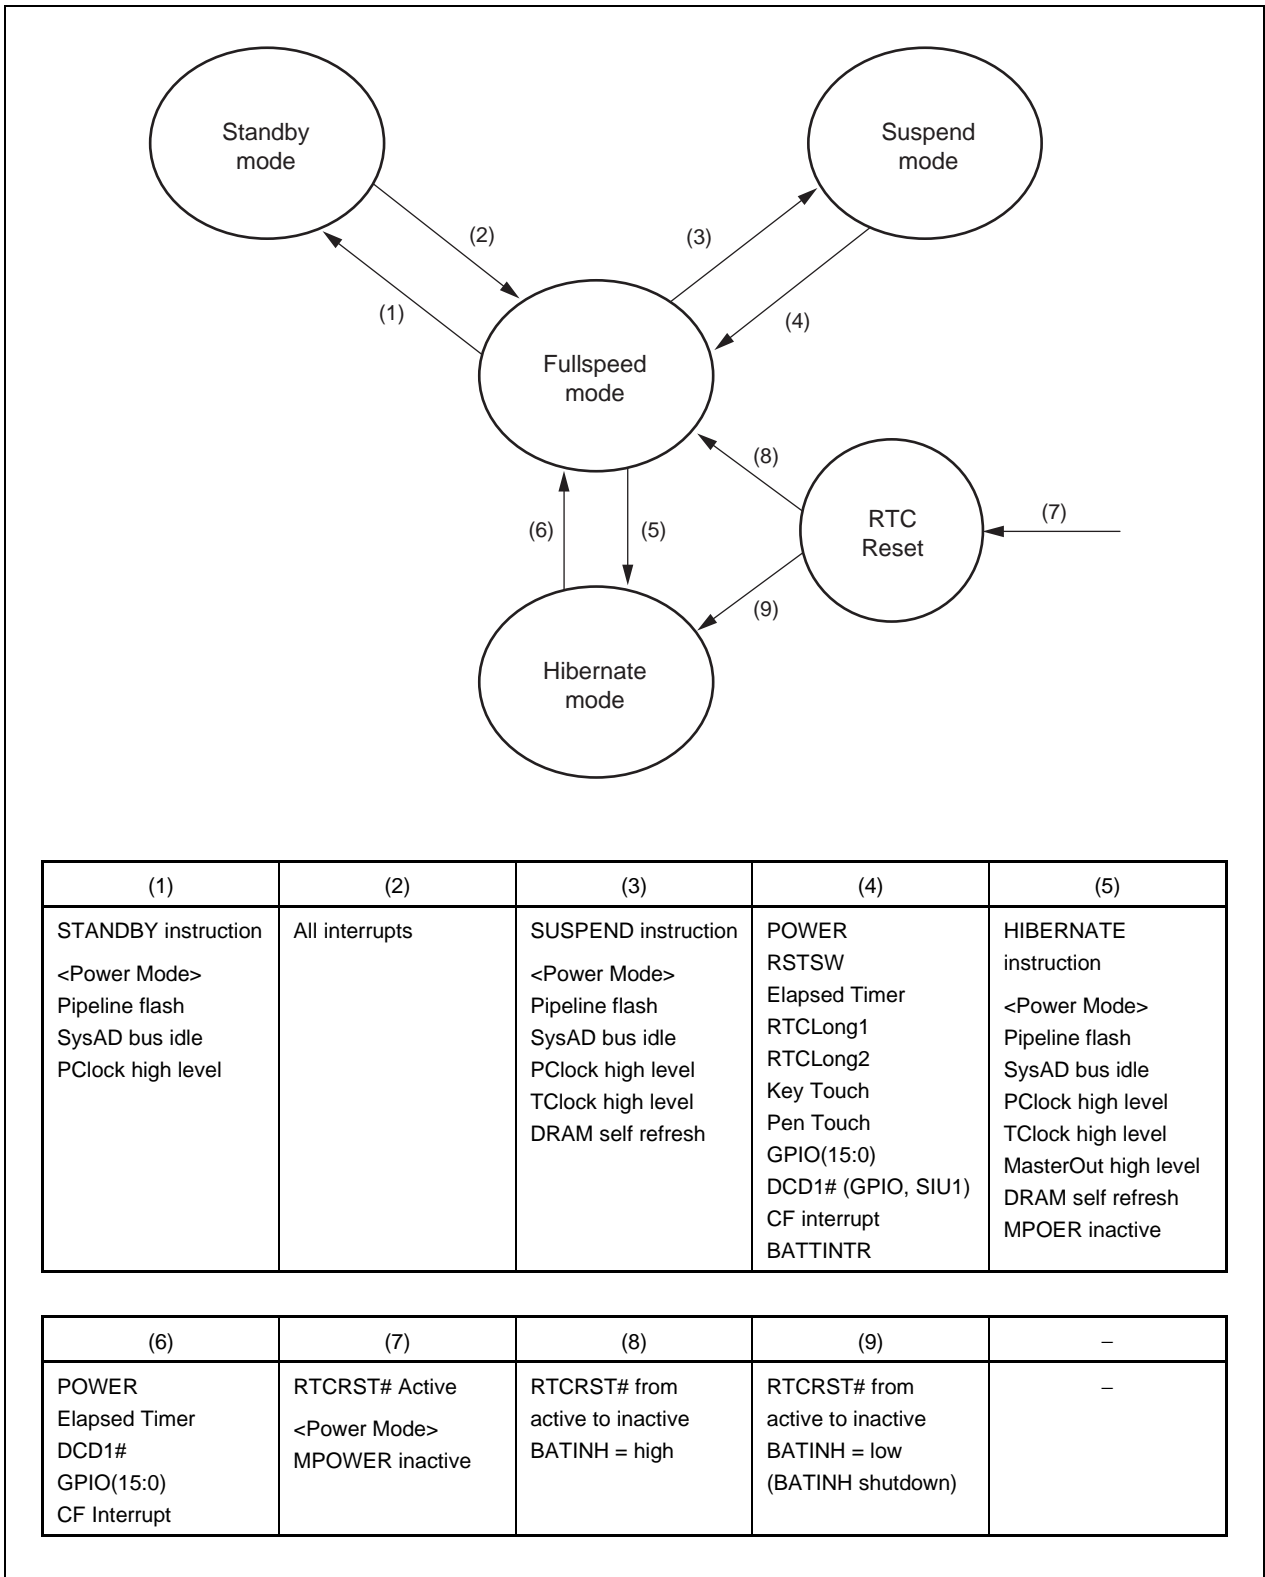 Standby
mode
Suspend
mode
(2)
(3)
(1)
(4)
Fullspeed
mode
(8)
RTC
Reset
(7)
(6)
(5)
(9)
Hibernate
mode
(1)
(2)
(3)
(4)
(5)
STANDBY instruction
<Power Mode>
Pipeline flash
SysAD bus idle
PClock high level
All interrupts
SUSPEND instruction
<Power Mode>
Pipeline flash
SysAD bus idle
PClock high level
TClock high level
DRAM self refresh
POWER
RSTSW
Elapsed Timer
RTCLong1
RTCLong2
Key Touch
Pen Touch
GPIO(15:0)
DCD1# (GPIO, SIU1)
CF interrupt
BATTINTR
HIBERNATE
instruction
<Power Mode>
Pipeline flash
SysAD bus idle
PClock high level
TClock high level
MasterOut high level
DRAM self refresh
MPOER inactive
(6)
(7)
(8)
(9)
–
POWER
Elapsed Timer
DCD1#
GPIO(15:0)
CF Interrupt
RTCRST# Active
<Power Mode>
MPOWER inactive
RTCRST# from
active to inactive
BATINH = high
RTCRST# from
active to inactive
BATINH = low
(BATINH shutdown)
–